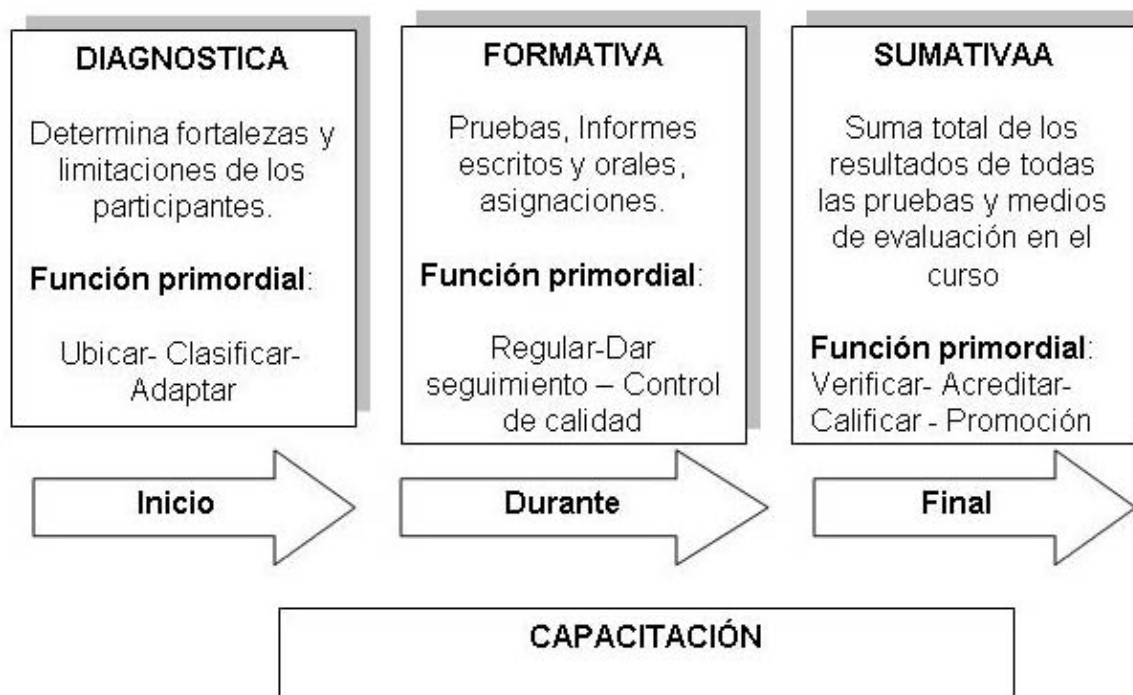 DIAGNOSTICA
Determina fortalezas y
limitaciones de los
participantes.
Función primordial:
Ubicar- Clasificar-
Adaptar
FORMATIVA
Pruebas, Informes
escritos y orales,
asignaciones.
Función primordial:
Regular-Dar
seguimiento – Control
de calidad
SUMATIVAA
Suma total de los
resultados de todas
las pruebas y medios
de evaluación en el
curso
Función primordial:
Verificar- Acreditar-
Calificar - Promoción
Inicio
Durante
Final
CAPACITACIÓN